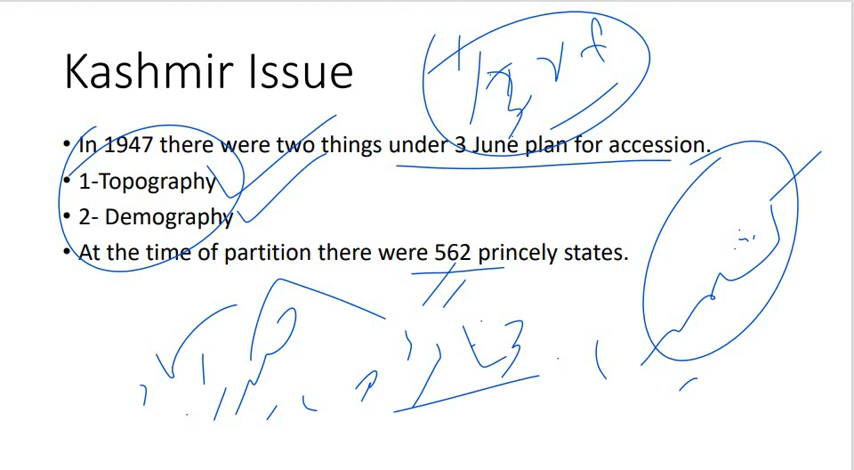 Kashmir Issue
• In 1947 there were two things under 3 June plan for accession.
• 1-Topography
• 2- Demography
• At the time of partition there were 562 princely states.